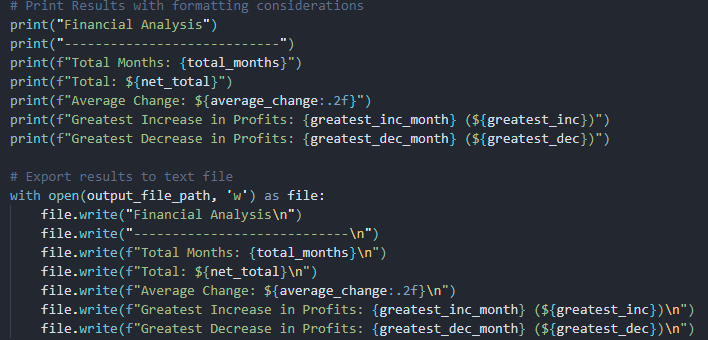 # Print Results with formatting considerations
print("Financial Analysis")
print("----------------------------")
print(f"Total Months: {total_months}")
print(f"Total: ${net_total}")
print(f"Average Change: ${average_change:.2f}")
print(f"Greatest Increase in Profits: {greatest_inc_month} (${greatest_inc})")
print(f"Greatest Decrease in Profits: {greatest_dec_month} (${greatest_dec})")

# Export results to text file
with open(output_file_path, 'w') as file:
    file.write("Financial Analysis\n")
    file.write("----------------------------\n")
    file.write(f"Total Months: {total_months}\n")
    file.write(f"Total: ${net_total}\n")
    file.write(f"Average Change: ${average_change:.2f}\n")
    file.write(f"Greatest Increase in Profits: {greatest_inc_month} (${greatest_inc})\n")
    file.write(f"Greatest Decrease in Profits: {greatest_dec_month} (${greatest_dec})\n")